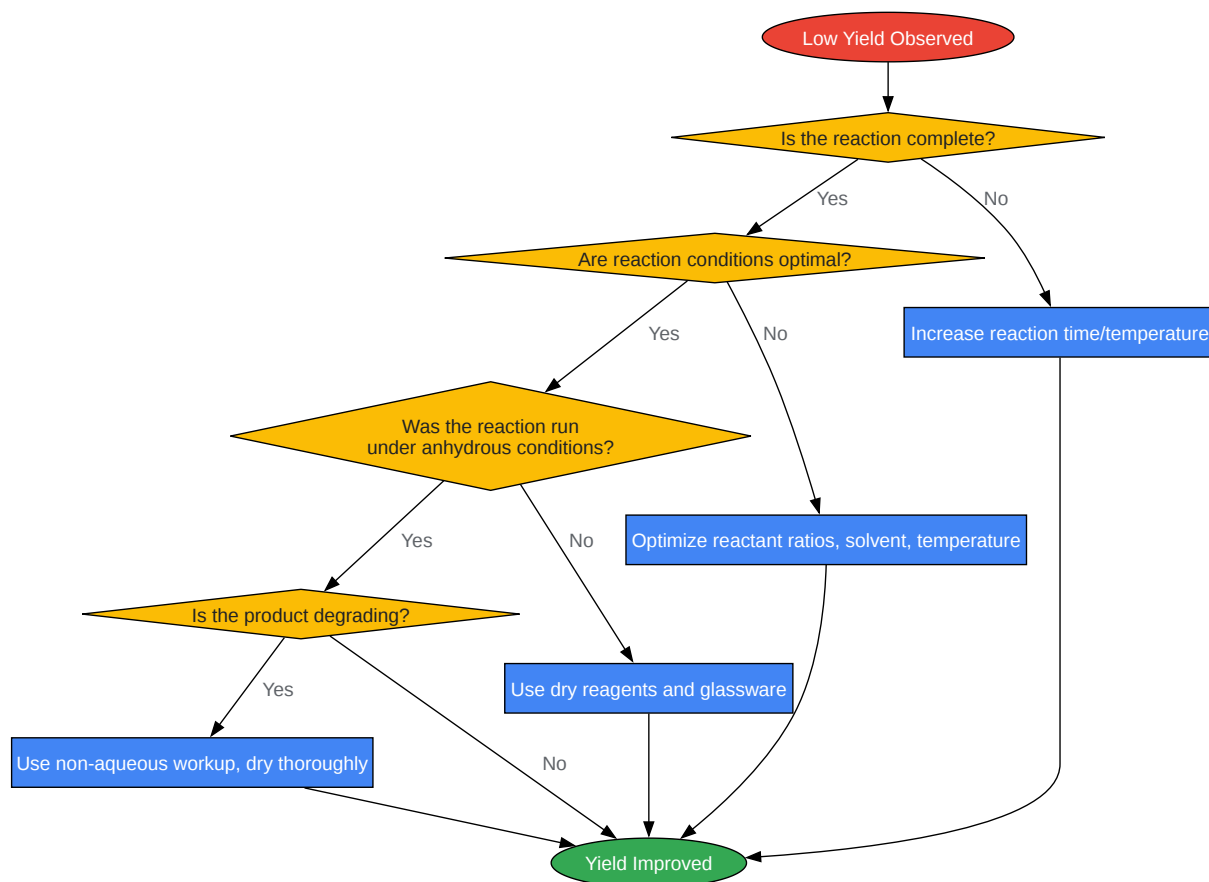 Low Yield Observed
Is the reaction complete?
Yes
No
Are reaction conditions optimal?
Increase reaction time/temperature
Yes
No
Was the reaction run
under anhydrous conditions?
Optimize reactant ratios, solvent, temperature
Yes
No
Is the product degrading?
Use dry reagents and glassware
Yes
Use non-aqueous workup, dry thoroughly
No
Yield Improved